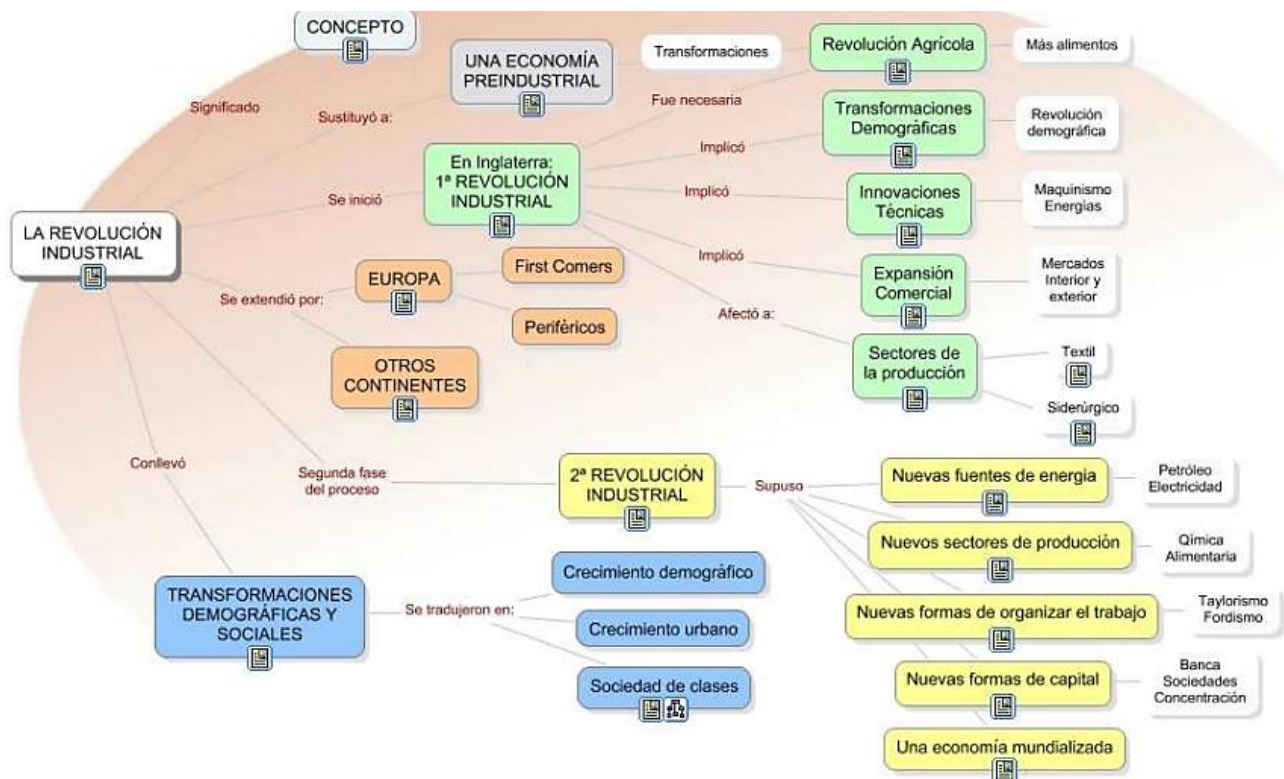 CONCEPTO
Significado
Sustituyó a:
UNA ECONOMÍA
PREINDUSTRIAL
Transformaciones
Revolución Agrícola
Más alimentos
Fue necesaria
Se inició
En Inglaterra:
1ª REVOLUCIÓN
INDUSTRIAL
Implicó
Transformaciones
Demográficas
Revolución
demográfica
Implicó
Innovaciones
Técnicas
Maquinismo
Energías
Implicó
Expansión
Comercial
Mercados
Interior y
exterior
Afectó a:
Sectores de
la producción
Textil
Siderúrgico
LA REVOLUCIÓN
INDUSTRIAL
Se extendió por:
EUROPA
First Comers
Periféricos
OTROS
CONTINENTES
Conllevó
Segunda fase
del proceso
2ª REVOLUCIÓN
INDUSTRIAL
Supuso
Nuevas fuentes de energia
Petróleo
Electricidad
Nuevos sectores de producción
Qimica
Alimentaria
Nuevas formas de organizar el trabajo
Taylorismo
Fordismo
Nuevas formas de capital
Banca
Sociedades
Concentración
Una economía mundializada
TRANSFORMACIONES
DEMOGRÁFICAS Y
SOCIALES
Se tradujeron en:
Crecimiento demográfico
Crecimiento urbano
Sociedad de clases